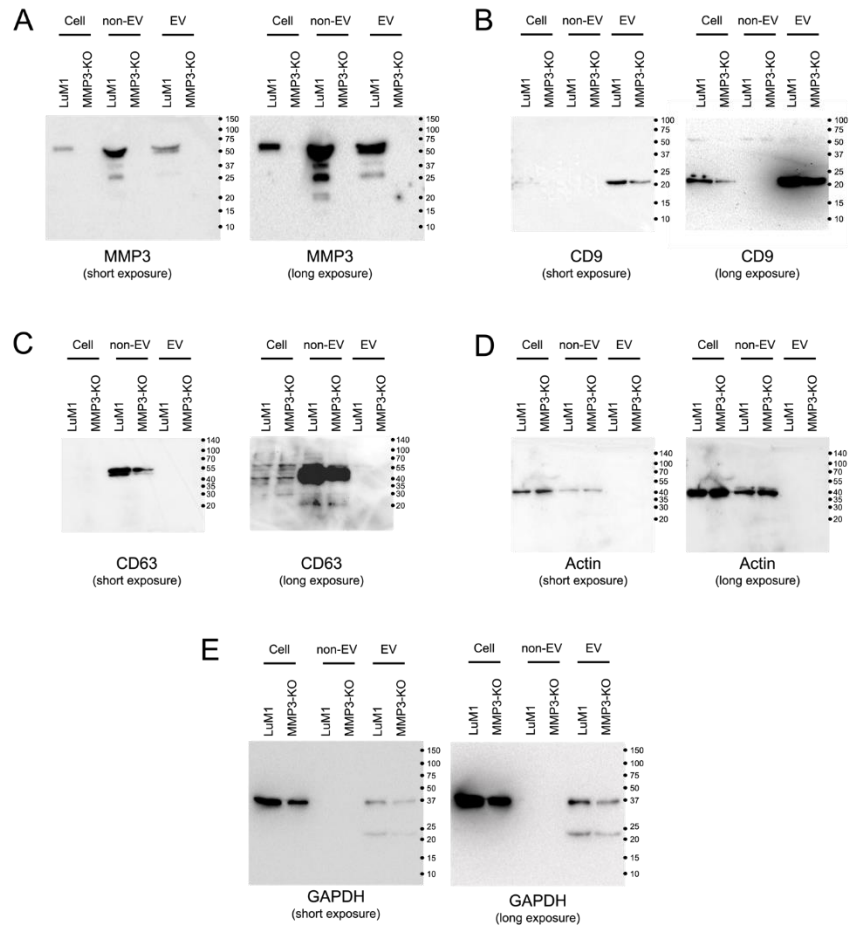 A
Cell non-EV EV
LuM1 MMP3-KO LuM1 MMP3-KO LuM1 MMP3-KO
150
100
75
50
37
25
20
15
10
MMP3
(short exposure)
Cell non-EV EV
LuM1 MMP3-KO LuM1 MMP3-KO LuM1 MMP3-KO
150
100
75
50
37
25
20
15
10
MMP3
(long exposure)
B
Cell non-EV EV
LuM1 MMP3-KO LuM1 MMP3-KO LuM1 MMP3-KO
100
75
50
37
25
20
15
10
CD9
(short exposure)
Cell non-EV EV
LuM1 MMP3-KO LuM1 MMP3-KO LuM1 MMP3-KO
100
75
50
37
25
20
15
10
CD9
(long exposure)
C
Cell non-EV EV
LuM1 MMP3-KO LuM1 MMP3-KO LuM1 MMP3-KO
140
100
70
55
40
35
30
20
CD63
(short exposure)
Cell non-EV EV
LuM1 MMP3-KO LuM1 MMP3-KO LuM1 MMP3-KO
140
100
70
55
40
35
30
20
CD63
(long exposure)
D
Cell non-EV EV
LuM1 MMP3-KO LuM1 MMP3-KO LuM1 MMP3-KO
140
100
70
55
40
35
30
20
Actin
(short exposure)
Cell non-EV EV
LuM1 MMP3-KO LuM1 MMP3-KO LuM1 MMP3-KO
140
100
70
55
40
35
30
20
Actin
(long exposure)
E
Cell non-EV EV
LuM1 MMP3-KO LuM1 MMP3-KO LuM1 MMP3-KO
150
100
75
50
37
25
20
15
10
GAPDH
(short exposure)
Cell non-EV EV
LuM1 MMP3-KO LuM1 MMP3-KO LuM1 MMP3-KO
150
100
75
50
37
25
20
15
10
GAPDH
(long exposure)